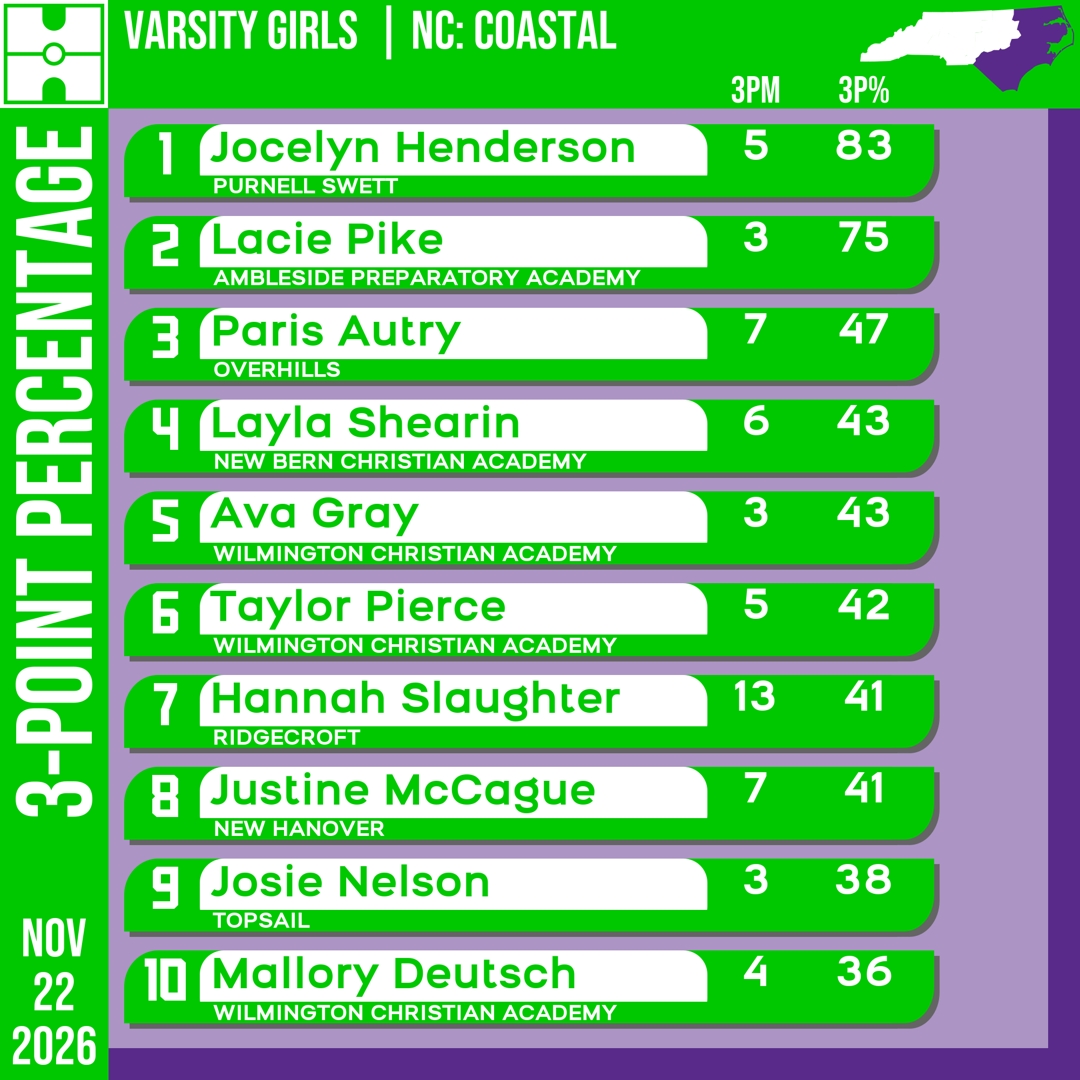 VARSITY GIRLS | NC: COASTAL
3PM 3P%
3-POINT PERCENTAGE
NOV
22
2026
1 Jocelyn Henderson 5 83
PURNELL SWETT
2 Lacie Pike 3 75
AMBLESIDE PREPARATORY ACADEMY
3 Paris Autry 7 47
OVERHILLS
4 Layla Shearin 6 43
NEW BERN CHRISTIAN ACADEMY
5 Ava Gray 3 43
WILMINGTON CHRISTIAN ACADEMY
6 Taylor Pierce 5 42
WILMINGTON CHRISTIAN ACADEMY
7 Hannah Slaughter 13 41
RIDGECROFT
8 Justine McCague 7 41
NEW HANOVER
9 Josie Nelson 3 38
TOPSAIL
10 Mallory Deutsch 4 36
WILMINGTON CHRISTIAN ACADEMY